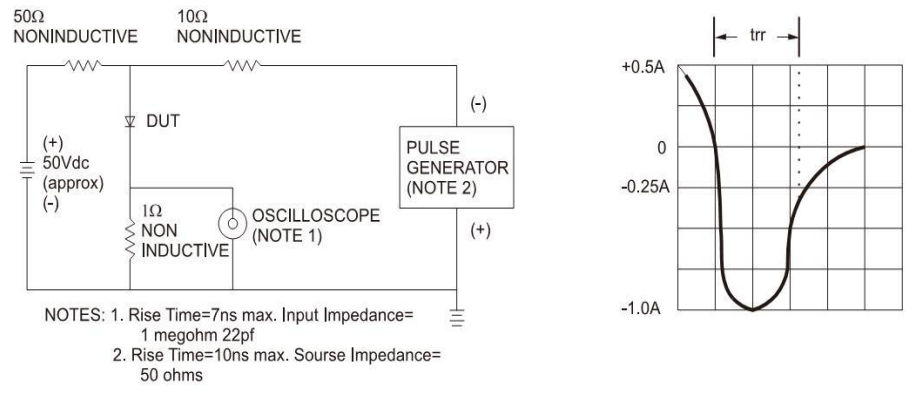 50Ω
NONINDUCTIVE
10Ω
NONINDUCTIVE
DUT
(+)
50Vdc
(approx)
(-)
1Ω
NON
INDUCTIVE
OSCILLOSCOPE
(NOTE 1)
(-)
PULSE
GENERATOR
(NOTE 2)
(+)
NOTES: 1. Rise Time=7ns max. Input Impedance=
1 megohm 22pf
2. Rise Time=10ns max. Sourse Impedance=
50 ohms
trr
+0.5A
0
-0.25A
-1.0A